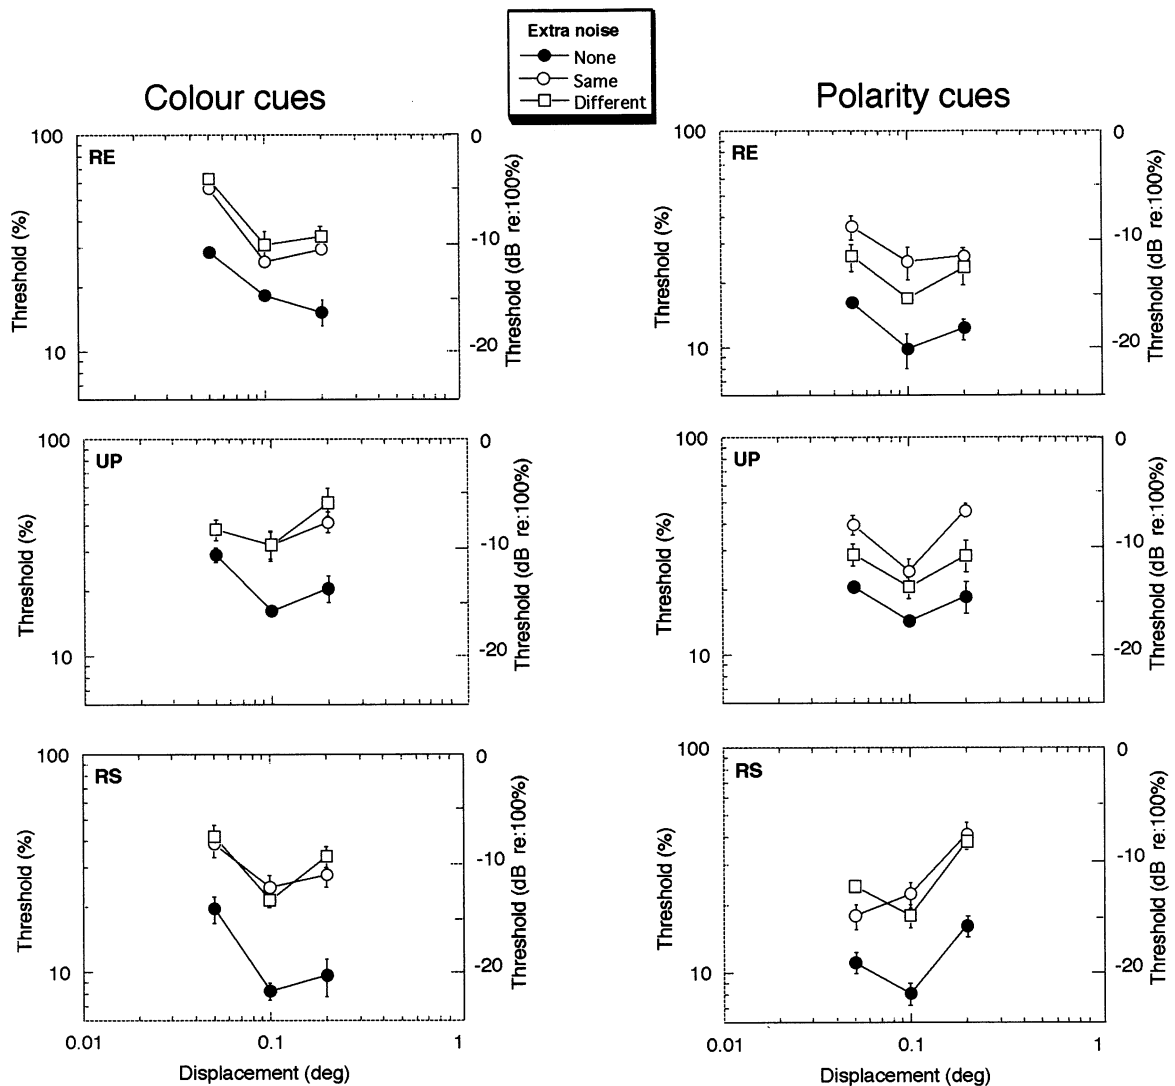 Extra noise
None
Same
Different
Colour cues
Polarity cues
100
RE
0
-10
-20
10
Threshold (%)
Threshold (dB re:100%)
100
RE
0
-10
-20
10
Threshold (%)
Threshold (dB re:100%)
100
UP
0
-10
-20
10
Threshold (%)
Threshold (dB re:100%)
100
UP
0
-10
-20
10
Threshold (%)
Threshold (dB re:100%)
100
RS
0
-10
-20
10
Threshold (%)
Threshold (dB re:100%)
0.01
0.1
1
Displacement (deg)
100
RS
0
-10
-20
10
Threshold (%)
Threshold (dB re:100%)
0.01
0.1
1
Displacement (deg)